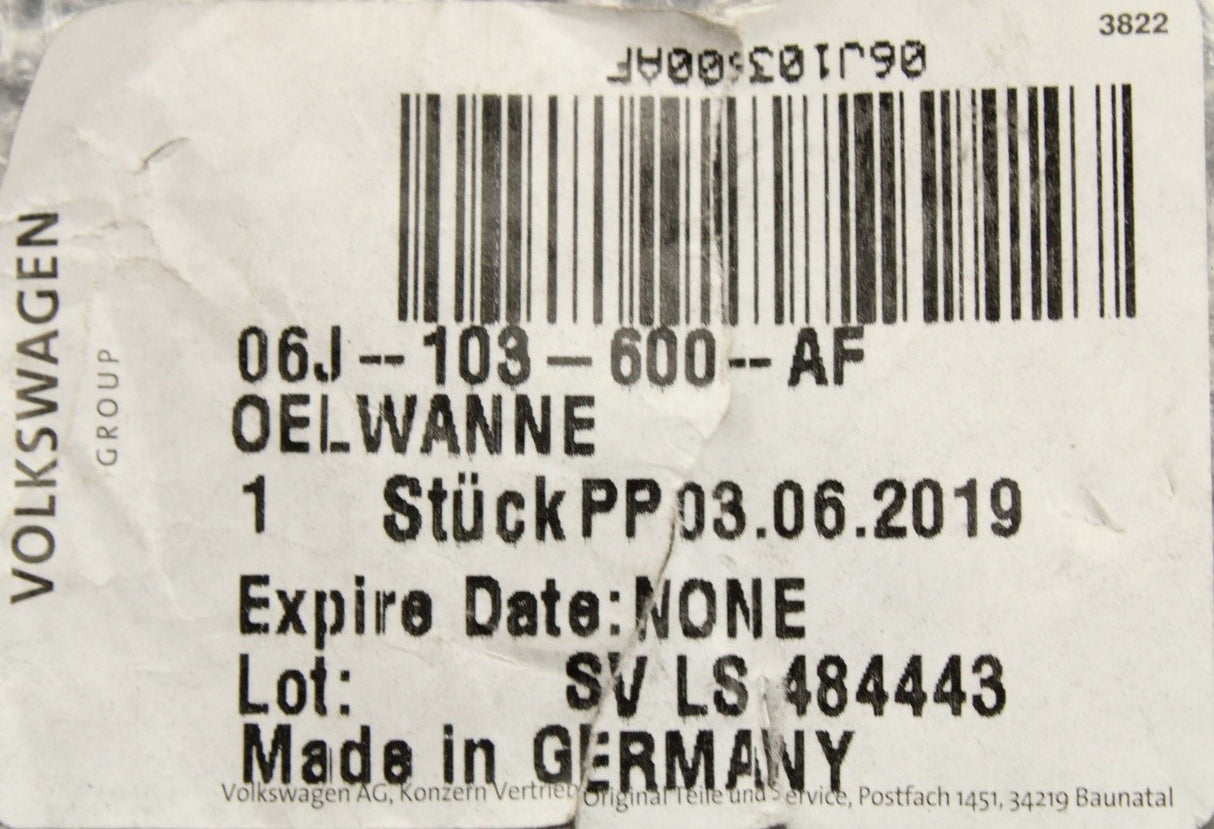 3822
06J103600AF
VOLKSWAGEN
GROUP
06J--103-600--AF
OELWANNE
1 Stück PP 03.06.2019
Expire Date: NONE
Lot: SV LS 484443
Made in GERMANY
Volkswagen AG, Konzern Vertrieb Original Teile und Service, Postfach 1451, 34219 Baunatal